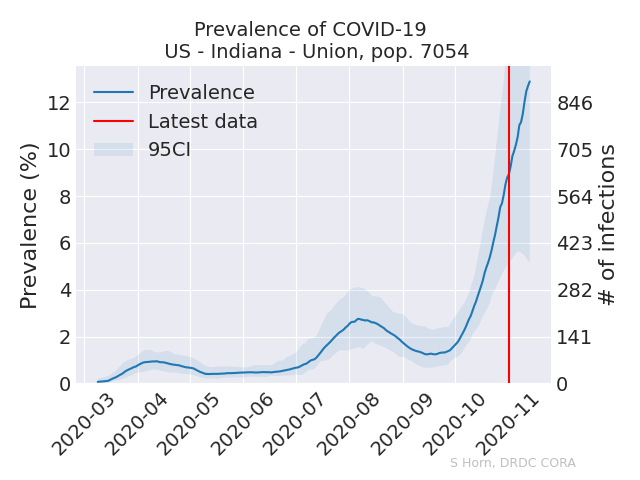 Prevalence of COVID-19
US - Indiana - Union, pop. 7054
Prevalence
Latest data
95CI
Prevalence (%)
12
10
8
6
4
2
0
846
705
564
423
282
141
0
# of infections
2020-03
2020-04
2020-05
2020-06
2020-07
2020-08
2020-09
2020-10
2020-11
S Horn, DRDC CORA